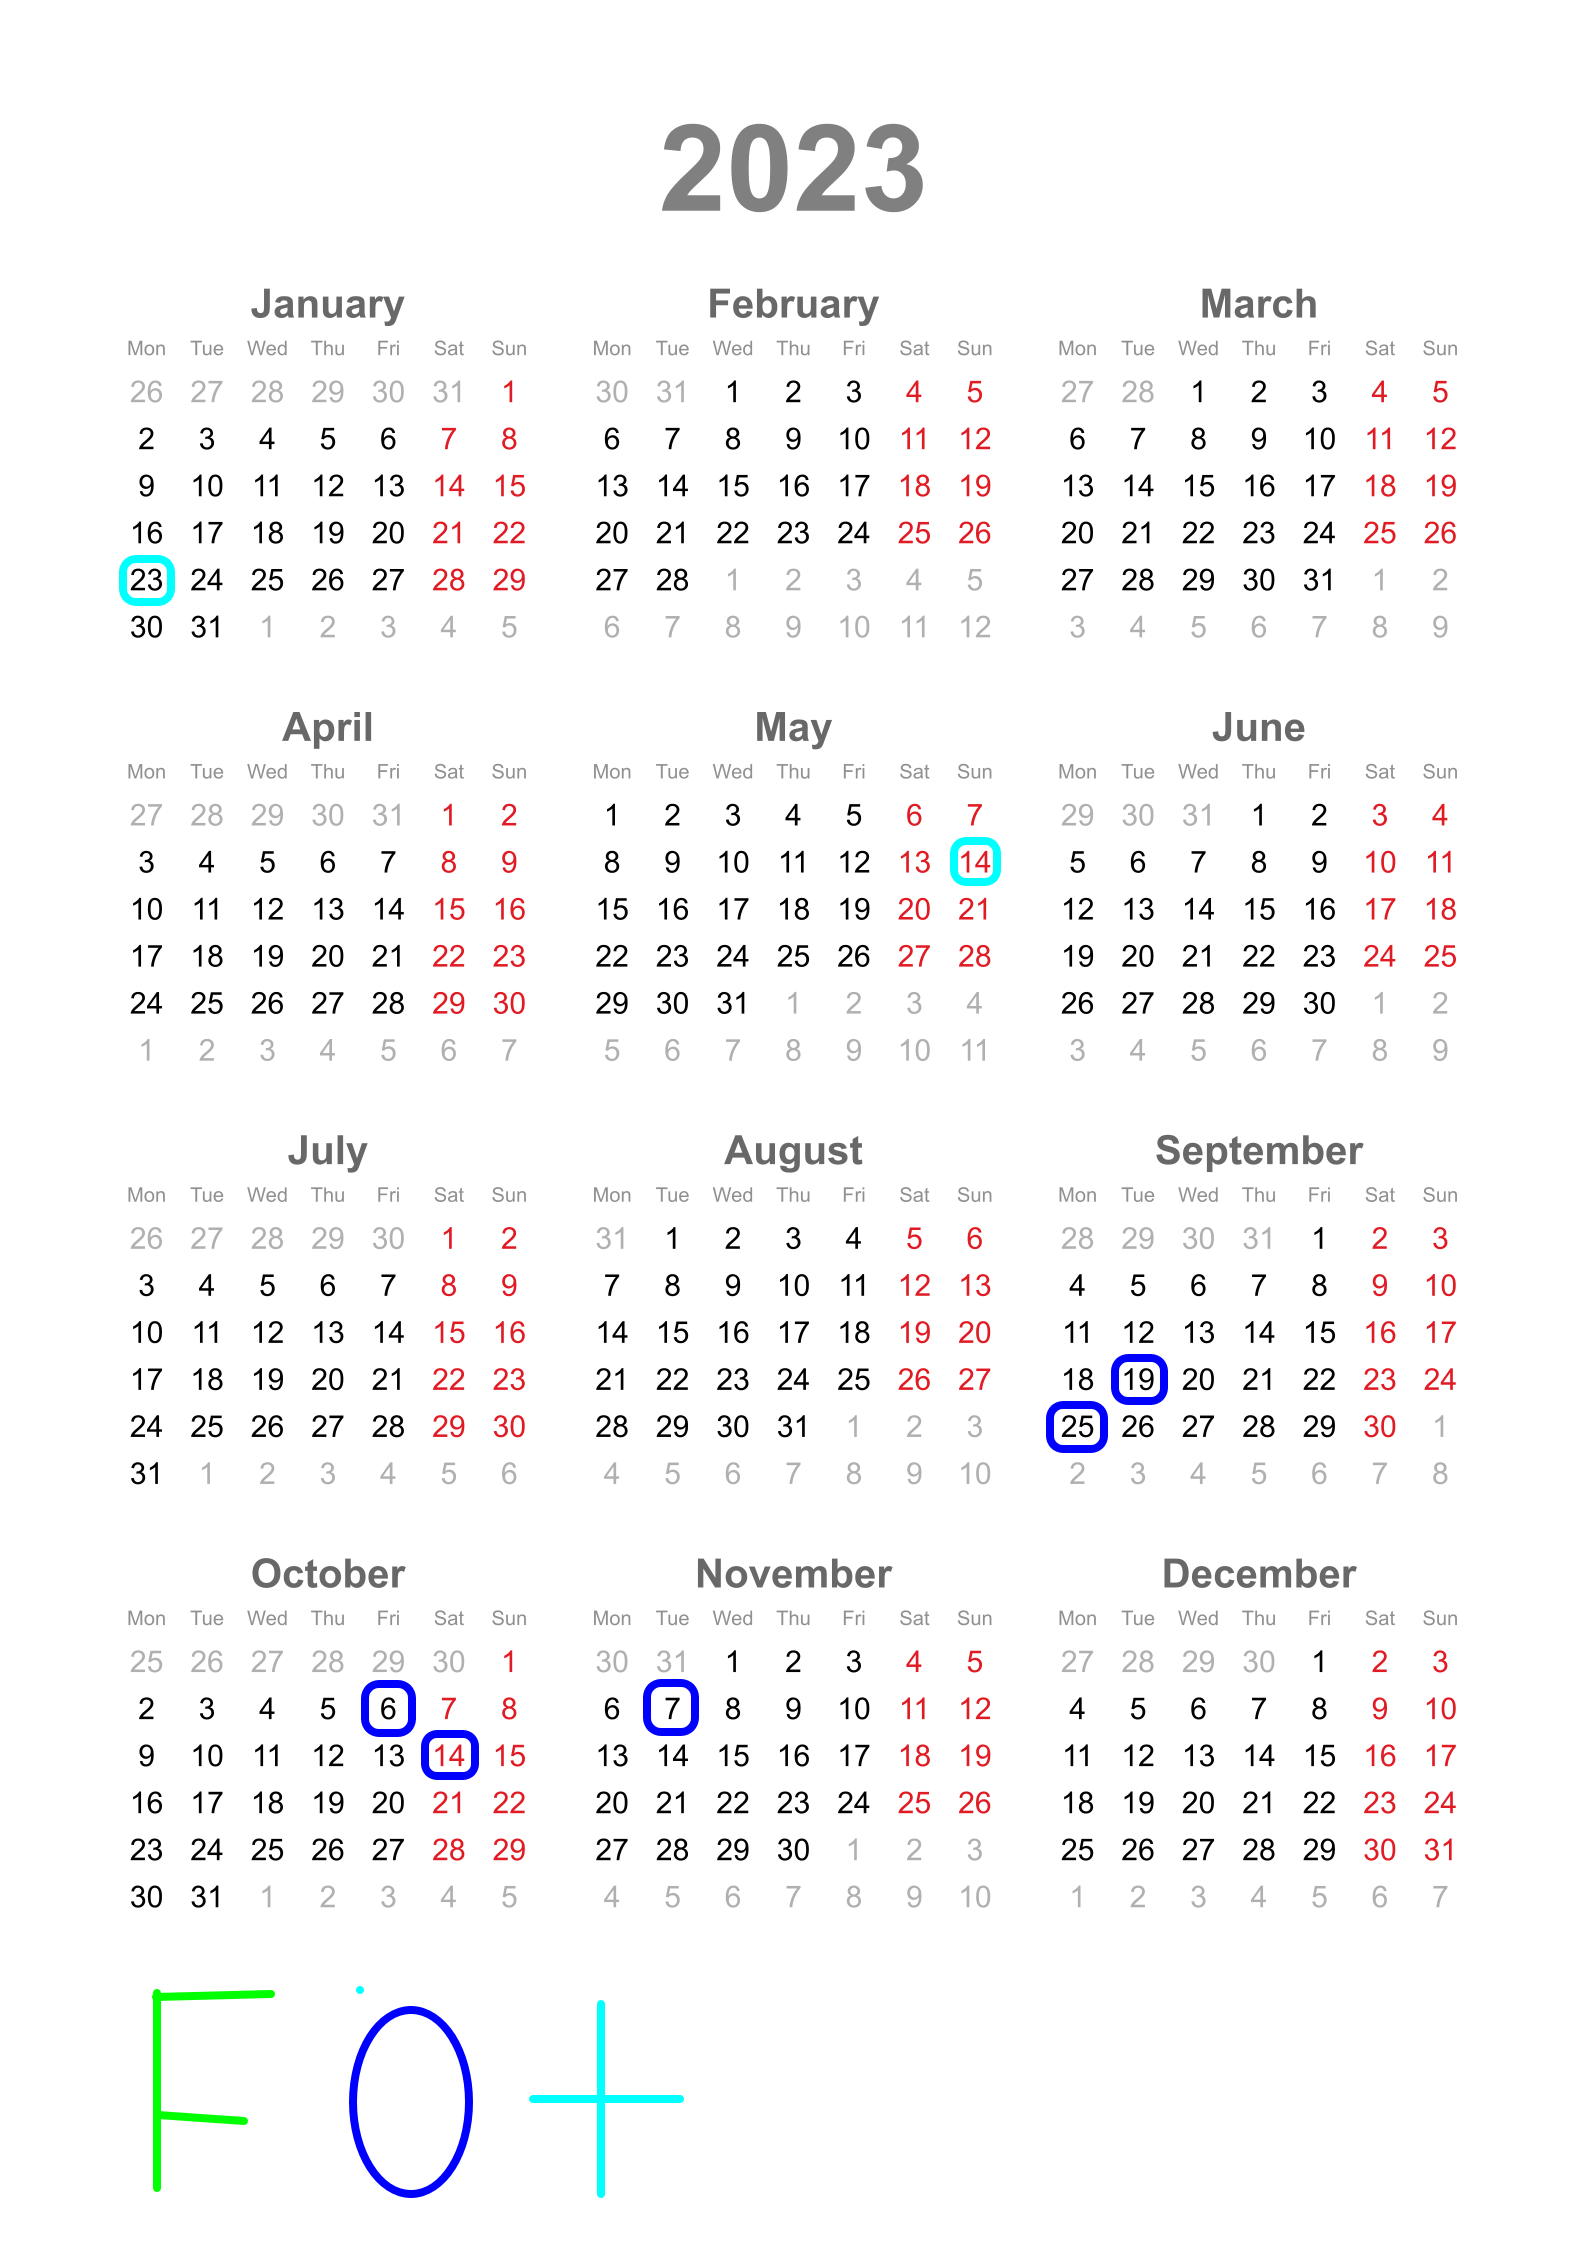 2023
January February March
Mon Tue Wed Thu Fri Sat Sun Mon Tue Wed Thu Fri Sat Sun Mon Tue Wed Thu Fri Sat Sun
26 27 28 29 30 31 1 30 31 1 2 3 4 5 27 28 1 2 3 4 5
2 3 4 5 6 7 8 6 7 8 9 10 11 12 6 7 8 9 10 11 12
9 10 11 12 13 14 15 13 14 15 16 17 18 19 13 14 15 16 17 18 19
16 17 18 19 20 21 22 20 21 22 23 24 25 26 20 21 22 23 24 25 26
23 24 25 26 27 28 29 27 28 1 2 3 4 5 27 28 29 30 31 1 2
30 31 1 2 3 4 5 6 7 8 9 10 11 12 3 4 5 6 7 8 9
April May June
Mon Tue Wed Thu Fri Sat Sun Mon Tue Wed Thu Fri Sat Sun Mon Tue Wed Thu Fri Sat Sun
27 28 29 30 31 1 2 1 2 3 4 5 6 7 29 30 31 1 2 3 4
3 4 5 6 7 8 9 8 9 10 11 12 13 14 5 6 7 8 9 10 11
10 11 12 13 14 15 16 15 16 17 18 19 20 21 12 13 14 15 16 17 18
17 18 19 20 21 22 23 22 23 24 25 26 27 28 19 20 21 22 23 24 25
24 25 26 27 28 29 30 29 30 31 1 2 3 4 26 27 28 29 30 1 2
1 2 3 4 5 6 7 5 6 7 8 9 10 11 3 4 5 6 7 8 9
July August September
Mon Tue Wed Thu Fri Sat Sun Mon Tue Wed Thu Fri Sat Sun Mon Tue Wed Thu Fri Sat Sun
26 27 28 29 30 1 2 31 1 2 3 4 5 6 28 29 30 31 1 2 3
3 4 5 6 7 8 9 7 8 9 10 11 12 13 4 5 6 7 8 9 10
10 11 12 13 14 15 16 14 15 16 17 18 19 20 11 12 13 14 15 16 17
17 18 19 20 21 22 23 21 22 23 24 25 26 27 18 19 20 21 22 23 24
24 25 26 27 28 29 30 28 29 30 31 1 2 3 25 26 27 28 29 30 1
31 1 2 3 4 5 6 4 5 6 7 8 9 10 2 3 4 5 6 7 8
October November December
Mon Tue Wed Thu Fri Sat Sun Mon Tue Wed Thu Fri Sat Sun Mon Tue Wed Thu Fri Sat Sun
25 26 27 28 29 30 1 30 31 1 2 3 4 5 27 28 29 30 1 2 3
2 3 4 5 6 7 8 6 7 8 9 10 11 12 4 5 6 7 8 9 10
9 10 11 12 13 14 15 13 14 15 16 17 18 19 11 12 13 14 15 16 17
16 17 18 19 20 21 22 20 21 22 23 24 25 26 18 19 20 21 22 23 24
23 24 25 26 27 28 29 27 28 29 30 1 2 3 25 26 27 28 29 30 31
30 31 1 2 3 4 5 4 5 6 7 8 9 10 1 2 3 4 5 6 7
F O +